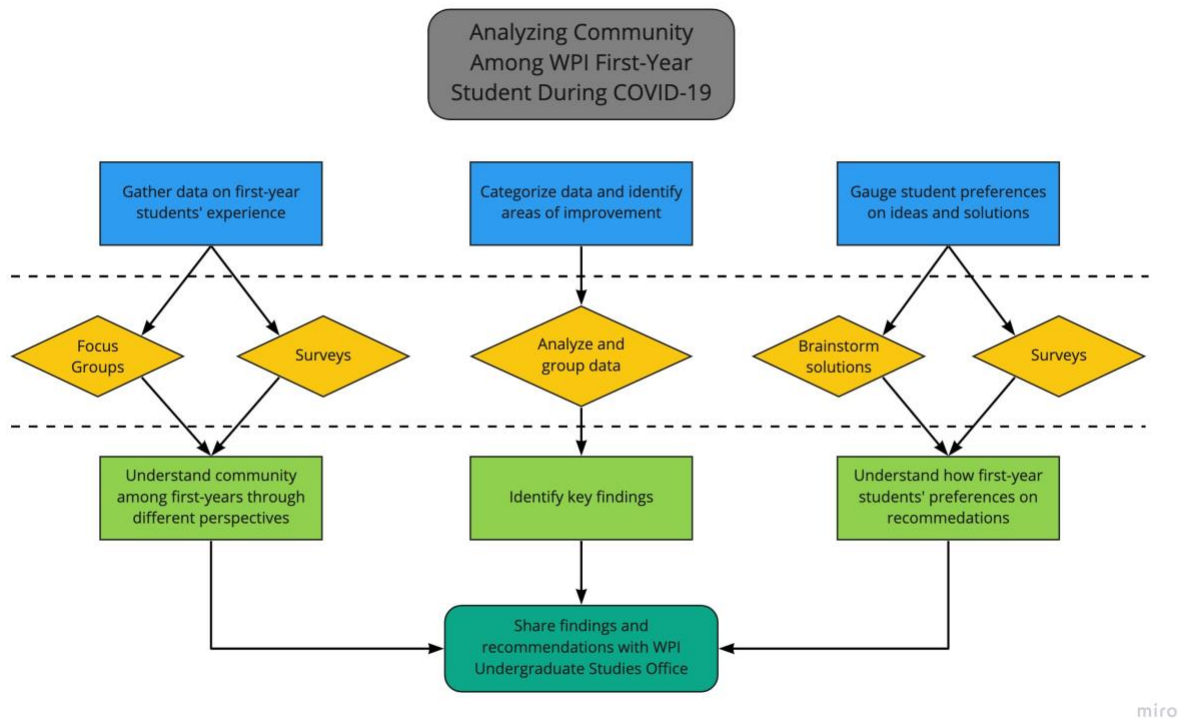 Analyzing Community
Among WPI First-Year
Student During COVID-19
Gather data on first-year
students' experience
Categorize data and identify
areas of improvement
Gauge student preferences
on ideas and solutions
Focus
Groups
Surveys
Analyze and
group data
Brainstorm
solutions
Surveys
Understand community
among first-years through
different perspectives
Identify key findings
Understand how first-year
students' preferences on
recommedations
Share findings and
recommendations with WPI
Undergraduate Studies Office
miro